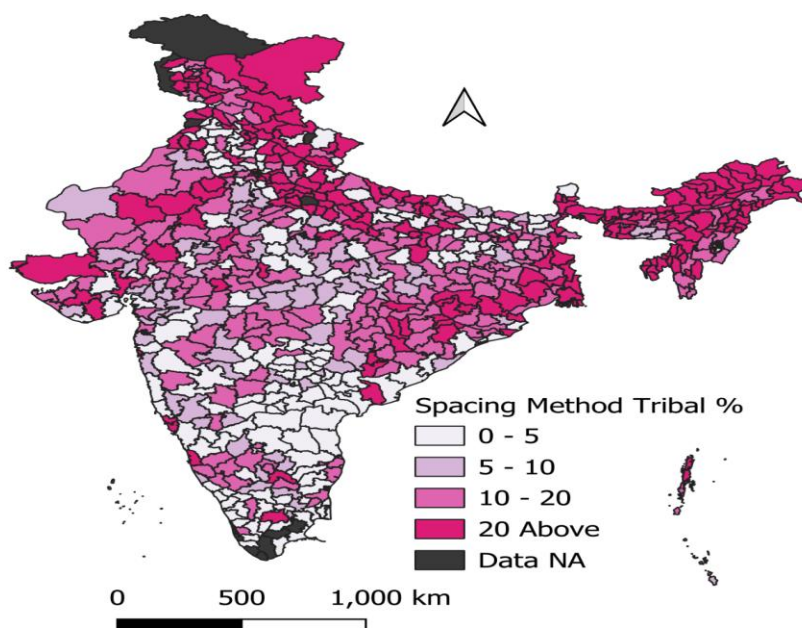 Spacing Method Tribal %
0 - 5
5 - 10
10 - 20
20 Above
Data NA
0 500 1,000 km